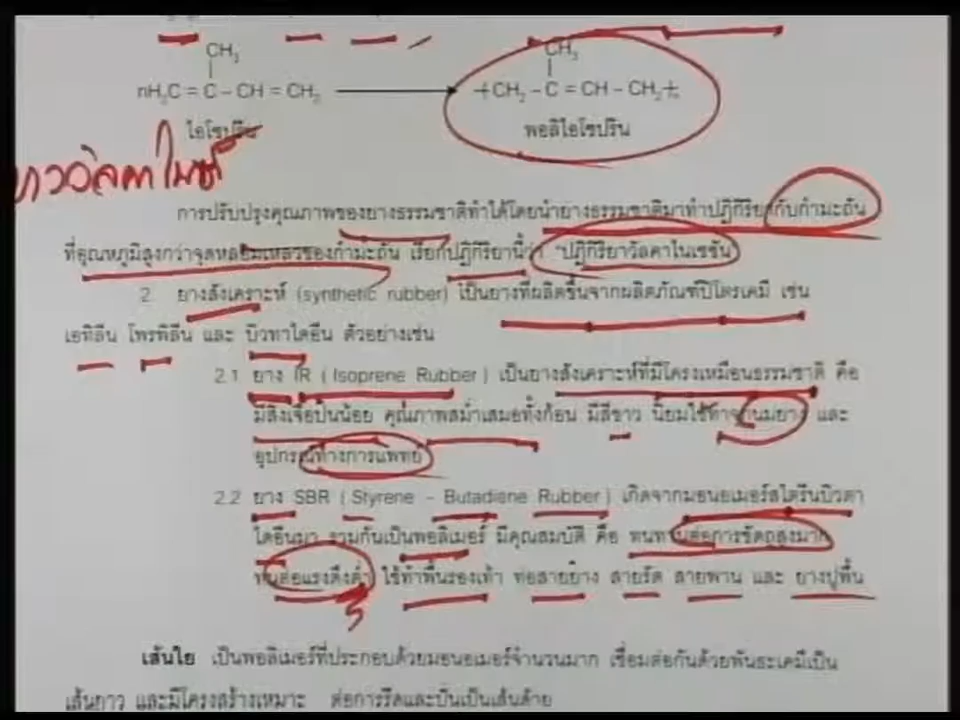 CH₃ CH₃
nH₂C = C – CH = CH₂ ⟶ +CH₂ – C = CH – CH₂+
ไอโซปรีน พอลิไอโซปรีน
การปรับปรุงคุณภาพของยางธรรมชาติทำได้โดยนำยางธรรมชาติมาทำปฏิกิริยากับกำมะถัน
ที่อุณหภูมิสูงกว่าจุดหลอมเหลวของกำมะถัน เรียกปฏิกิริยานี้ว่า "ปฏิกิริยาวัลคาไนเซชัน
2. ยางสังเคราะห์ (synthetic rubber) เป็นยางที่ผลิตขึ้นจากผลิตภัณฑ์ปิโตรเคมี เช่น
เอทิลีน โพรพิลีน และ บิวทาไดอีน ตัวอย่างเช่น
2.1 ยาง IR ( Isoprene Rubber ) เป็นยางสังเคราะห์ที่มีโครงเหมือนธรรมชาติ คือ
มีสิ่งเจือปนน้อย คุณภาพสม่ำเสมอทั้งก้อน มีสีขาว นิยมใช้ทำจุกนมยาง และ
อุปกรณ์ทางการแพทย์
2.2 ยาง SBR ( Styrene – Butadiene Rubber ) เกิดจากมอนอเมอร์สไตรีนบิวตา
ไดอีนมา รวมกันเป็นพอลิเมอร์ มีคุณสมบัติ คือ ทนทานต่อการขัดถูสูงมาก
ทนต่อแรงดึงต่ำ ใช้ทำพื้นรองเท้า ท่อสายยาง สายรัด สายพาน และ ยางปูพื้น
เส้นใย เป็นพอลิเมอร์ที่ประกอบด้วยมอนอเมอร์จำนวนมาก เชื่อมต่อกันด้วยพันธะเคมีเป็น
เส้นยาว และมีโครงสร้างเหมาะ ต่อการรีดและปั่นเป็นเส้นด้าย